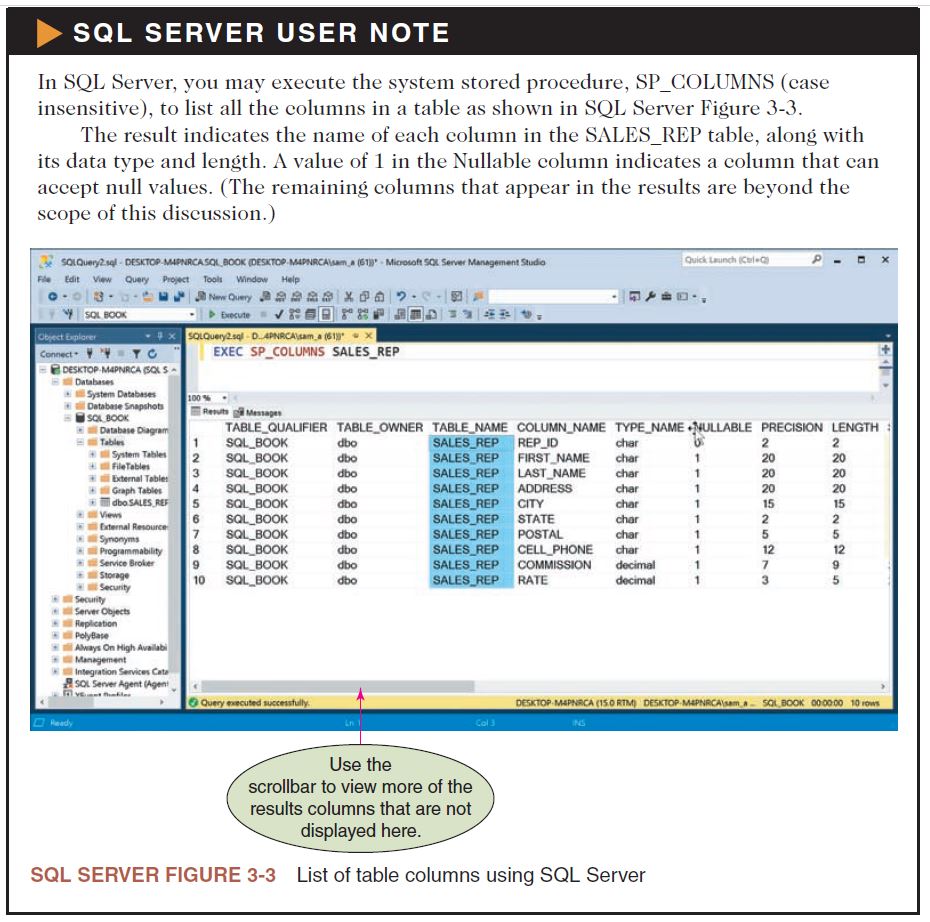 SQL SERVER USER NOTE
In SQL Server, you may execute the system stored procedure, SP_COLUMNS (case
insensitive), to list all the columns in a table as shown in SQL Server Figure 3-3.
The result indicates the name of each column in the SALES_REP table, along with
its data type and length. A value of 1 in the Nullable column indicates a column that can
accept null values. (The remaining columns that appear in the results are beyond the
scope of this discussion.)
SQLQuery2.sql - DESKTOP-M4PNRCA.SQL_BOOK (DESKTOP-M4PNRCA\sam_a (61))* - Microsoft SQL Server Management Studio
Quick Launch (Ctrl+Q)
File Edit View Query Project Tools Window Help
New Query
SQL BOOK
Execute
Object Explorer
Connect
DESKTOP-M4PNRCA (SQL S
Databases
System Databases
Database Snapshots
SQL_BOOK
Database Diagram
Tables
System Tables
FileTables
External Tables
Graph Tables
dbo.SALES_REP
Views
External Resource
Synonyms
Programmability
Service Broker
Storage
Security
Security
Server Objects
Replication
PolyBase
Always On High Availabi
Management
Integration Services Cata
SQL Server Agent (Agent
XEvent Profiler
SQLQuery2.sql - D...4PNRCA\sam_a (61))*
EXEC SP_COLUMNS SALES_REP
100 %
Results Messages
TABLE_QUALIFIER TABLE_OWNER TABLE_NAME COLUMN_NAME TYPE_NAME NULLABLE PRECISION LENGTH
1 SQL_BOOK dbo SALES_REP REP_ID char 0 2 2
2 SQL_BOOK dbo SALES_REP FIRST_NAME char 1 20 20
3 SQL_BOOK dbo SALES_REP LAST_NAME char 1 20 20
4 SQL_BOOK dbo SALES_REP ADDRESS char 1 20 20
5 SQL_BOOK dbo SALES_REP CITY char 1 15 15
6 SQL_BOOK dbo SALES_REP STATE char 1 2 2
7 SQL_BOOK dbo SALES_REP POSTAL char 1 5 5
8 SQL_BOOK dbo SALES_REP CELL_PHONE char 1 12 12
9 SQL_BOOK dbo SALES_REP COMMISSION decimal 1 7 9
10 SQL_BOOK dbo SALES_REP RATE decimal 1 3 5
Query executed successfully.
DESKTOP-M4PNRCA (15.0 RTM) DESKTOP-M4PNRCA\sam_a ... SQL_BOOK 00:00:00 10 rows
Ready
Ln 1
Col 3
INS
Use the
scrollbar to view more of the
results columns that are not
displayed here.
SQL SERVER FIGURE 3-3 List of table columns using SQL Server